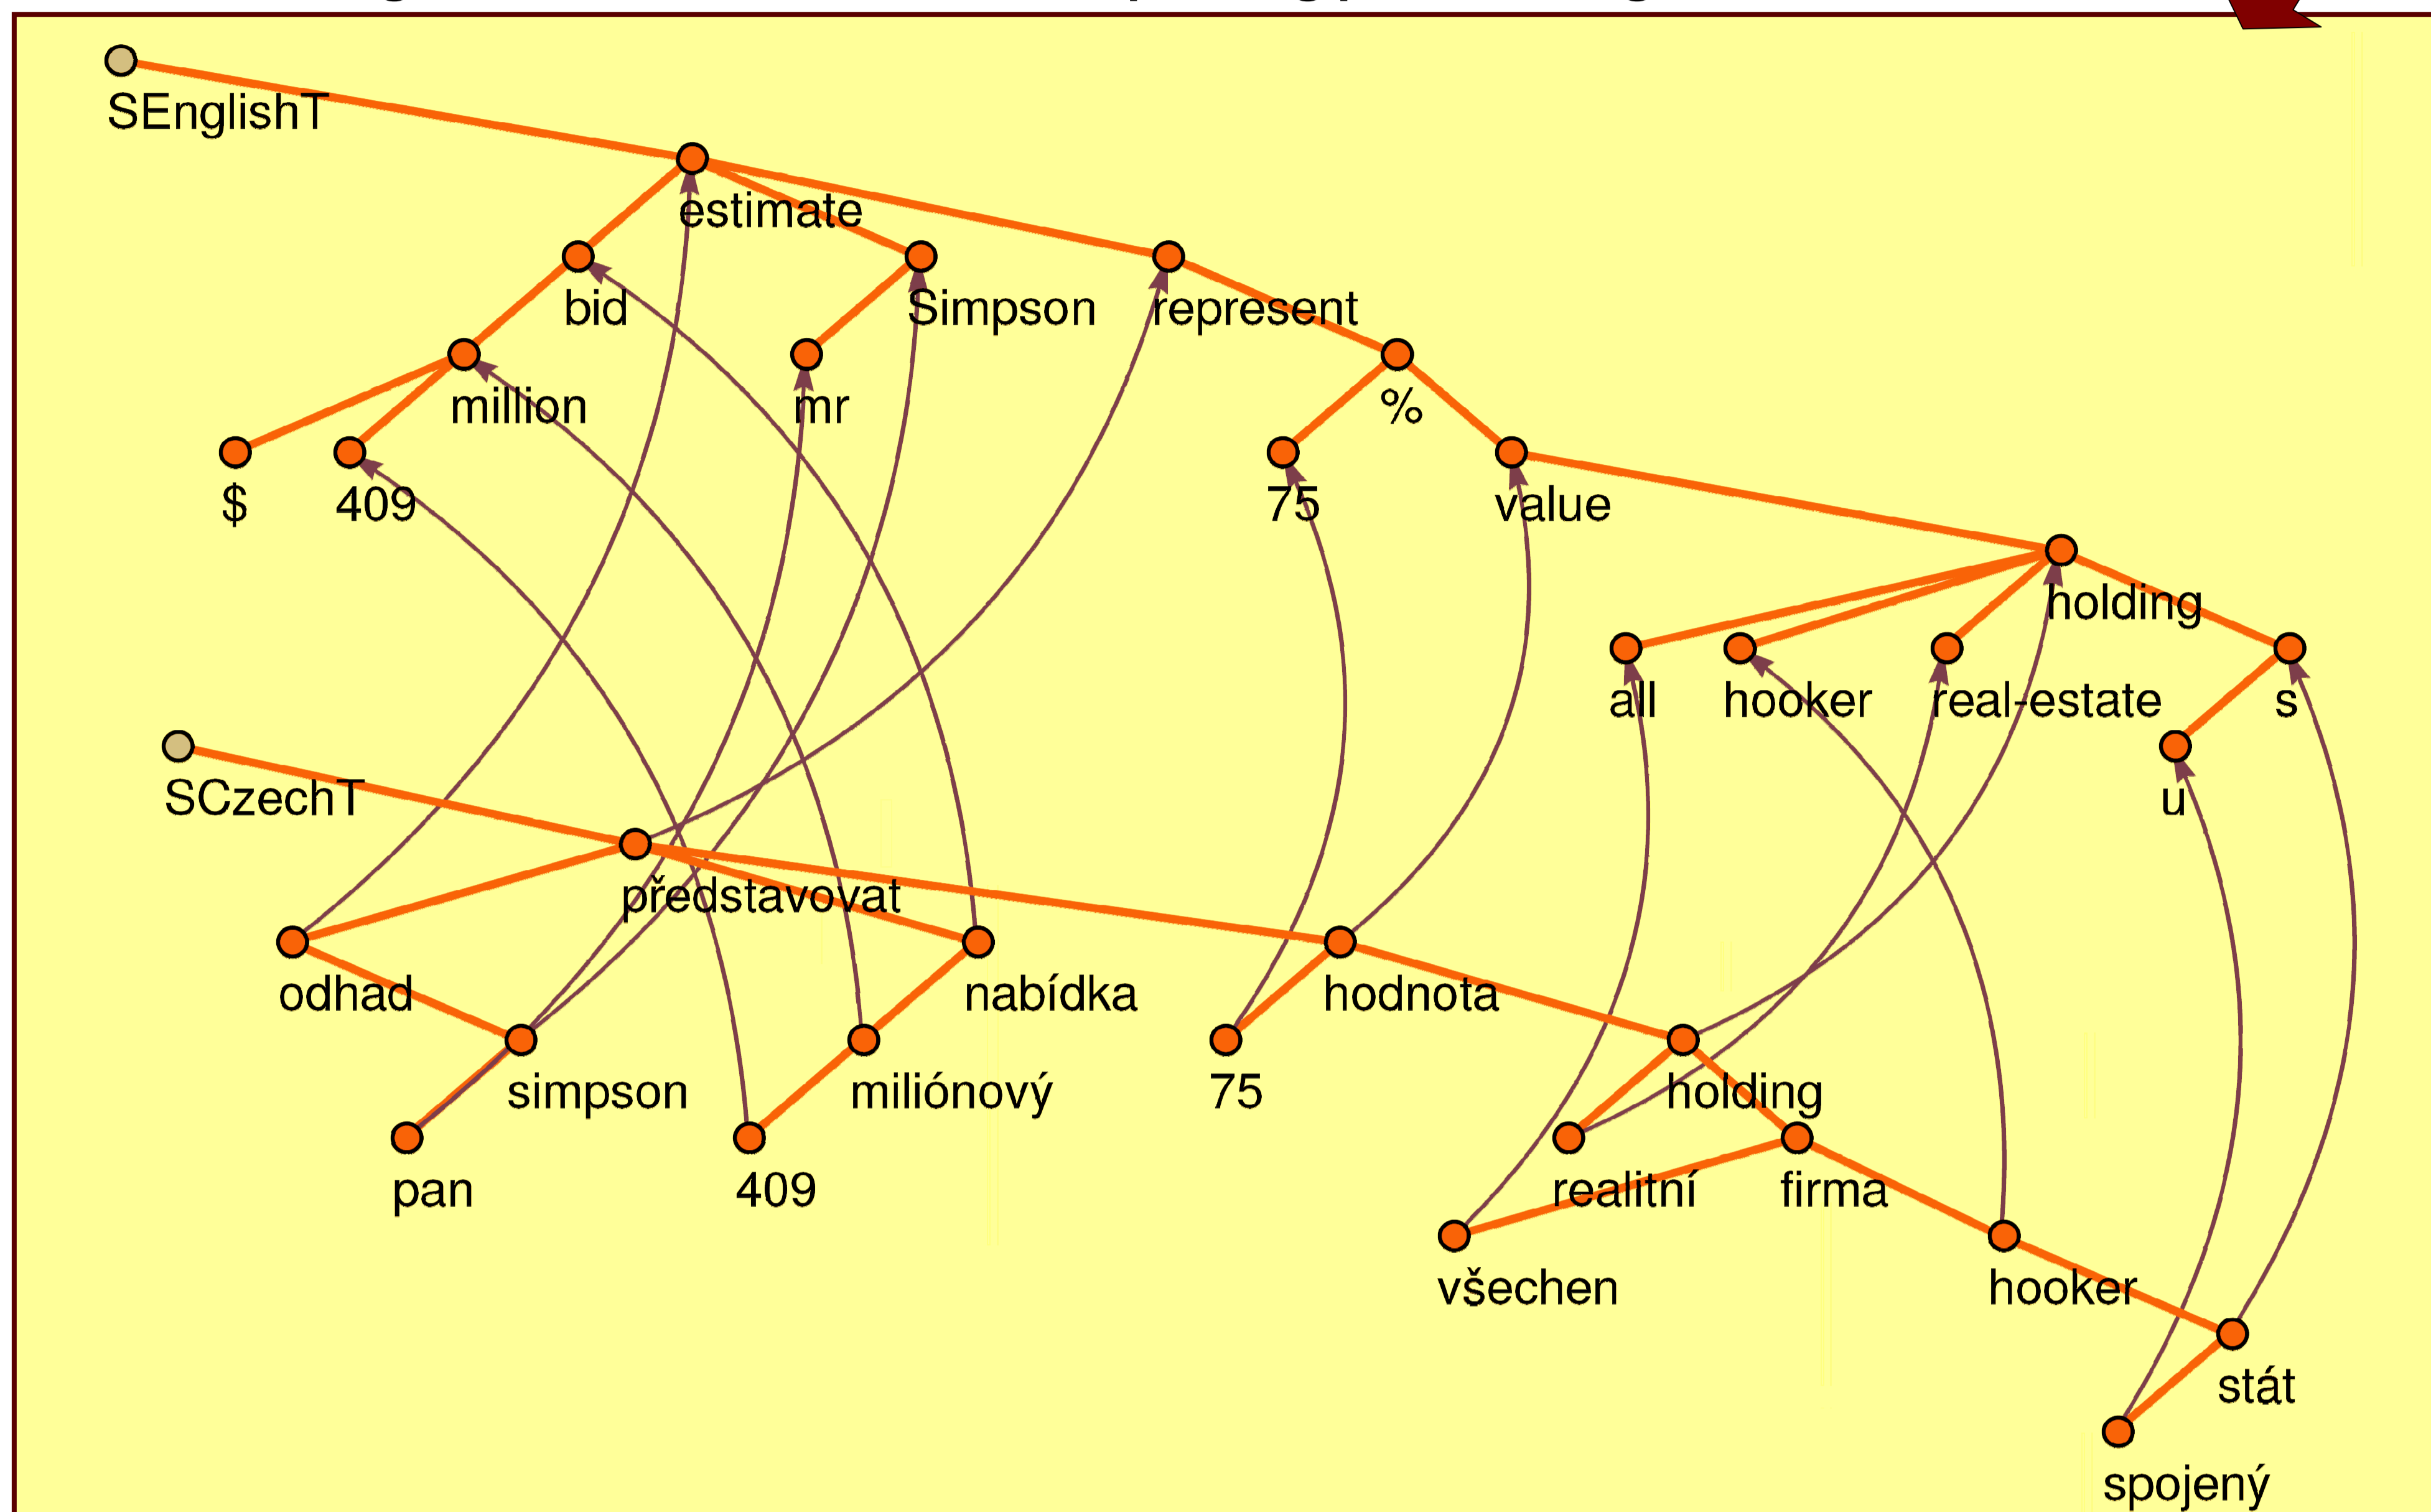 SEnglishT
estimate
bid Simpson represent
million mr %
$ 409 75 value
holding
all hooker real-estate s
SCzechT u
představovat
odhad nabídka hodnota
simpson miliónový 75 holding
pan 409 realitní firma
všechen hooker
stát
spojený